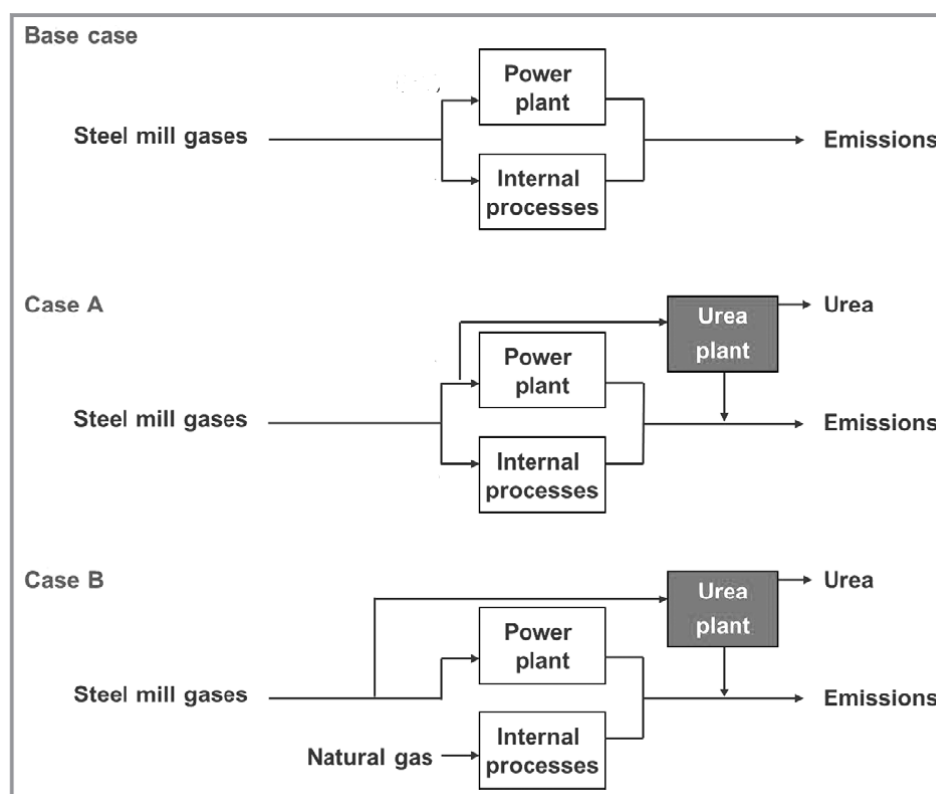 Base case
Power
plant
Steel mill gases
Emissions
Internal
processes
Case A
Urea
plant
Urea
Power
plant
Steel mill gases
Emissions
Internal
processes
Case B
Urea
plant
Urea
Power
plant
Steel mill gases
Emissions
Natural gas
Internal
processes